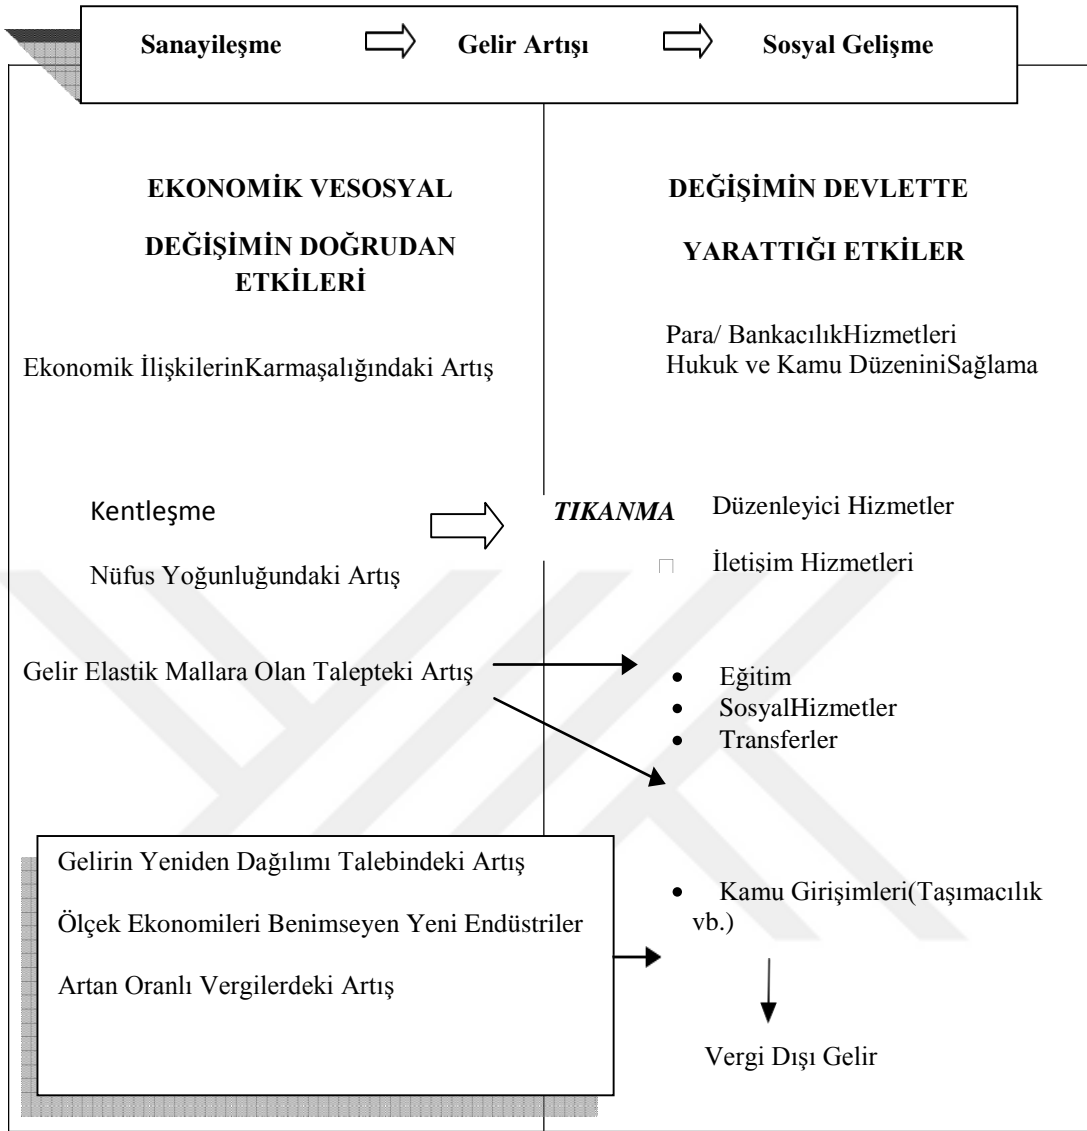 Sanayileşme Gelir Artışı Sosyal Gelişme
EKONOMİK VESOSYAL
DEĞİŞİMİN DOĞRUDAN
ETKİLERİ
DEĞİŞİMİN DEVLETTE
YARATTIĞI ETKİLER
Ekonomik İlişkilerinKarmaşalığındaki Artış
Para/ BankacılıkHizmetleri
Hukuk ve Kamu DüzeniniSağlama
Kentleşme
Nüfus Yoğunluğundaki Artış
TIKANMA
Düzenleyici Hizmetler
İletişim Hizmetleri
Gelir Elastik Mallara Olan Talepteki Artış
• Eğitim
• SosyalHizmetler
• Transferler
Gelirin Yeniden Dağılımı Talebindeki Artış
Ölçek Ekonomileri Benimseyen Yeni Endüstriler
Artan Oranlı Vergilerdeki Artış
• Kamu Girişimleri(Taşımacılık
vb.)
Vergi Dışı Gelir